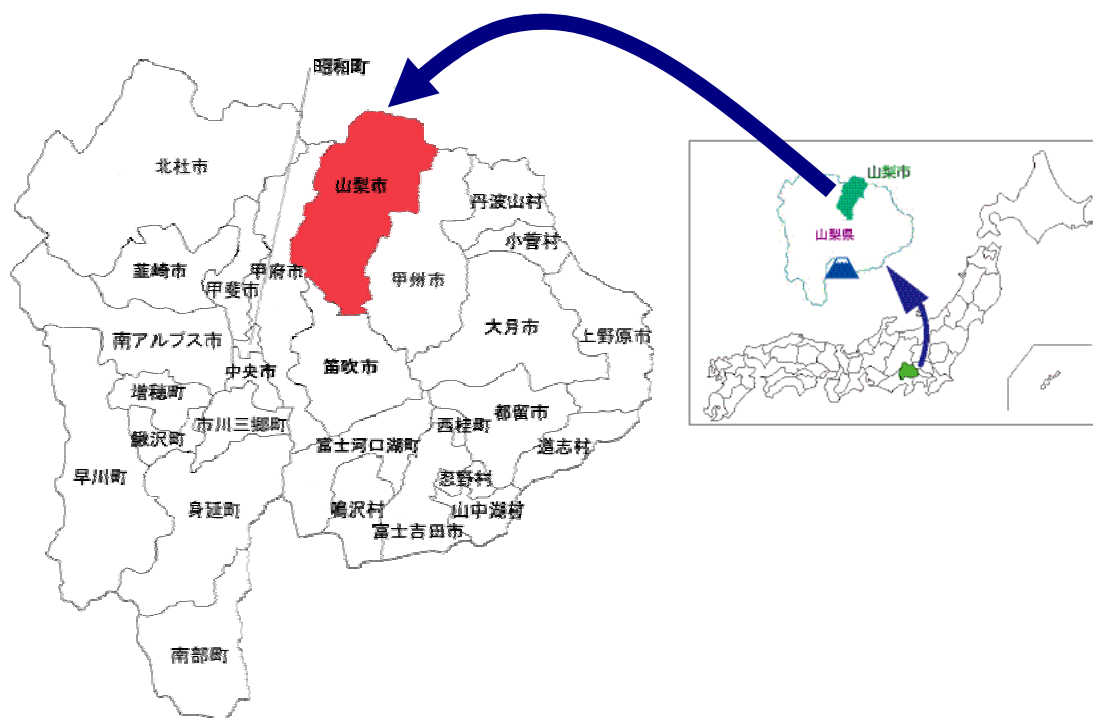 昭和町
北杜市
山梨市
丹波山村
小菅村
韮崎市
甲斐市
甲府市
甲州市
南アルプス市
大月市
上野原市
中央市
笛吹市
増穂町
市川三郷町
鰍沢町
西桂町
都留市
富士河口湖町
道志村
早川町
忍野村
身延町
鳴沢村
山中湖村
富士吉田市
南部町
山梨市
山梨県